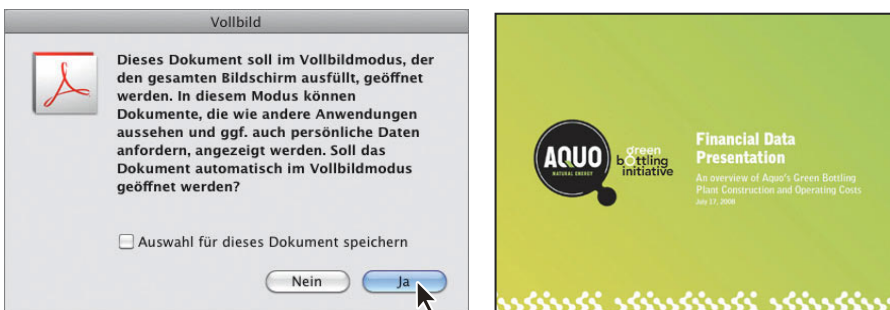 Vollbild
Dieses Dokument soll im Vollbildmodus, der
den gesamten Bildschirm ausfüllt, geöffnet
werden. In diesem Modus können
Dokumente, die wie andere Anwendungen
aussehen und ggf. auch persönliche Daten
anfordern, angezeigt werden. Soll das
Dokument automatisch im Vollbildmodus
geöffnet werden?
Auswahl für dieses Dokument speichern
Nein
Ja
AQUO
NATURAL ENERGY
green
bottling
initiative
Financial Data
Presentation
An overview of Aquo's Green Bottling
Plant Construction and Operating Costs
July 17, 2008